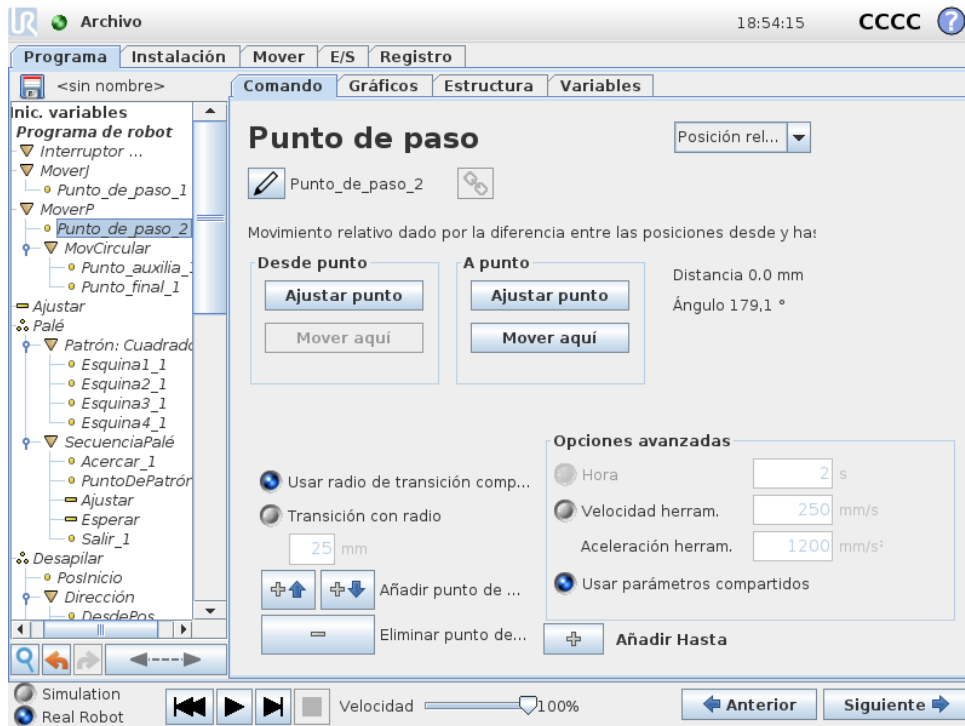 UR Archivo 18:54:15 CCCC ?
Programa Instalación Mover E/S Registro
<sin nombre>
Comando Gráficos Estructura Variables
Inic. variables
Programa de robot
Interruptor ...
MoverJ
Punto_de_paso_1
MoverP
Punto_de_paso_2
MovCircular
Punto_auxilia_1
Punto_final_1
Ajustar
Palé
Patrón: Cuadrado
Esquina1_1
Esquina2_1
Esquina3_1
Esquina4_1
SecuenciaPalé
Acercar_1
PuntoDePatrón
Ajustar
Esperar
Salir_1
Desapilar
PosInicio
Dirección
DesdePos
Punto de paso
Posición rel...
Punto_de_paso_2
Movimiento relativo dado por la diferencia entre las posiciones desde y has
Desde punto
Ajustar punto
Mover aquí
A punto
Ajustar punto
Mover aquí
Distancia 0.0 mm
Ángulo 179,1 °
Usar radio de transición comp...
Transición con radio
25 mm
Añadir punto de ...
Eliminar punto de...
Opciones avanzadas
Hora 2 s
Velocidad herram. 250 mm/s
Aceleración herram. 1200 mm/s²
Usar parámetros compartidos
Añadir Hasta
Simulation
Real Robot
Velocidad 100%
Anterior
Siguiente